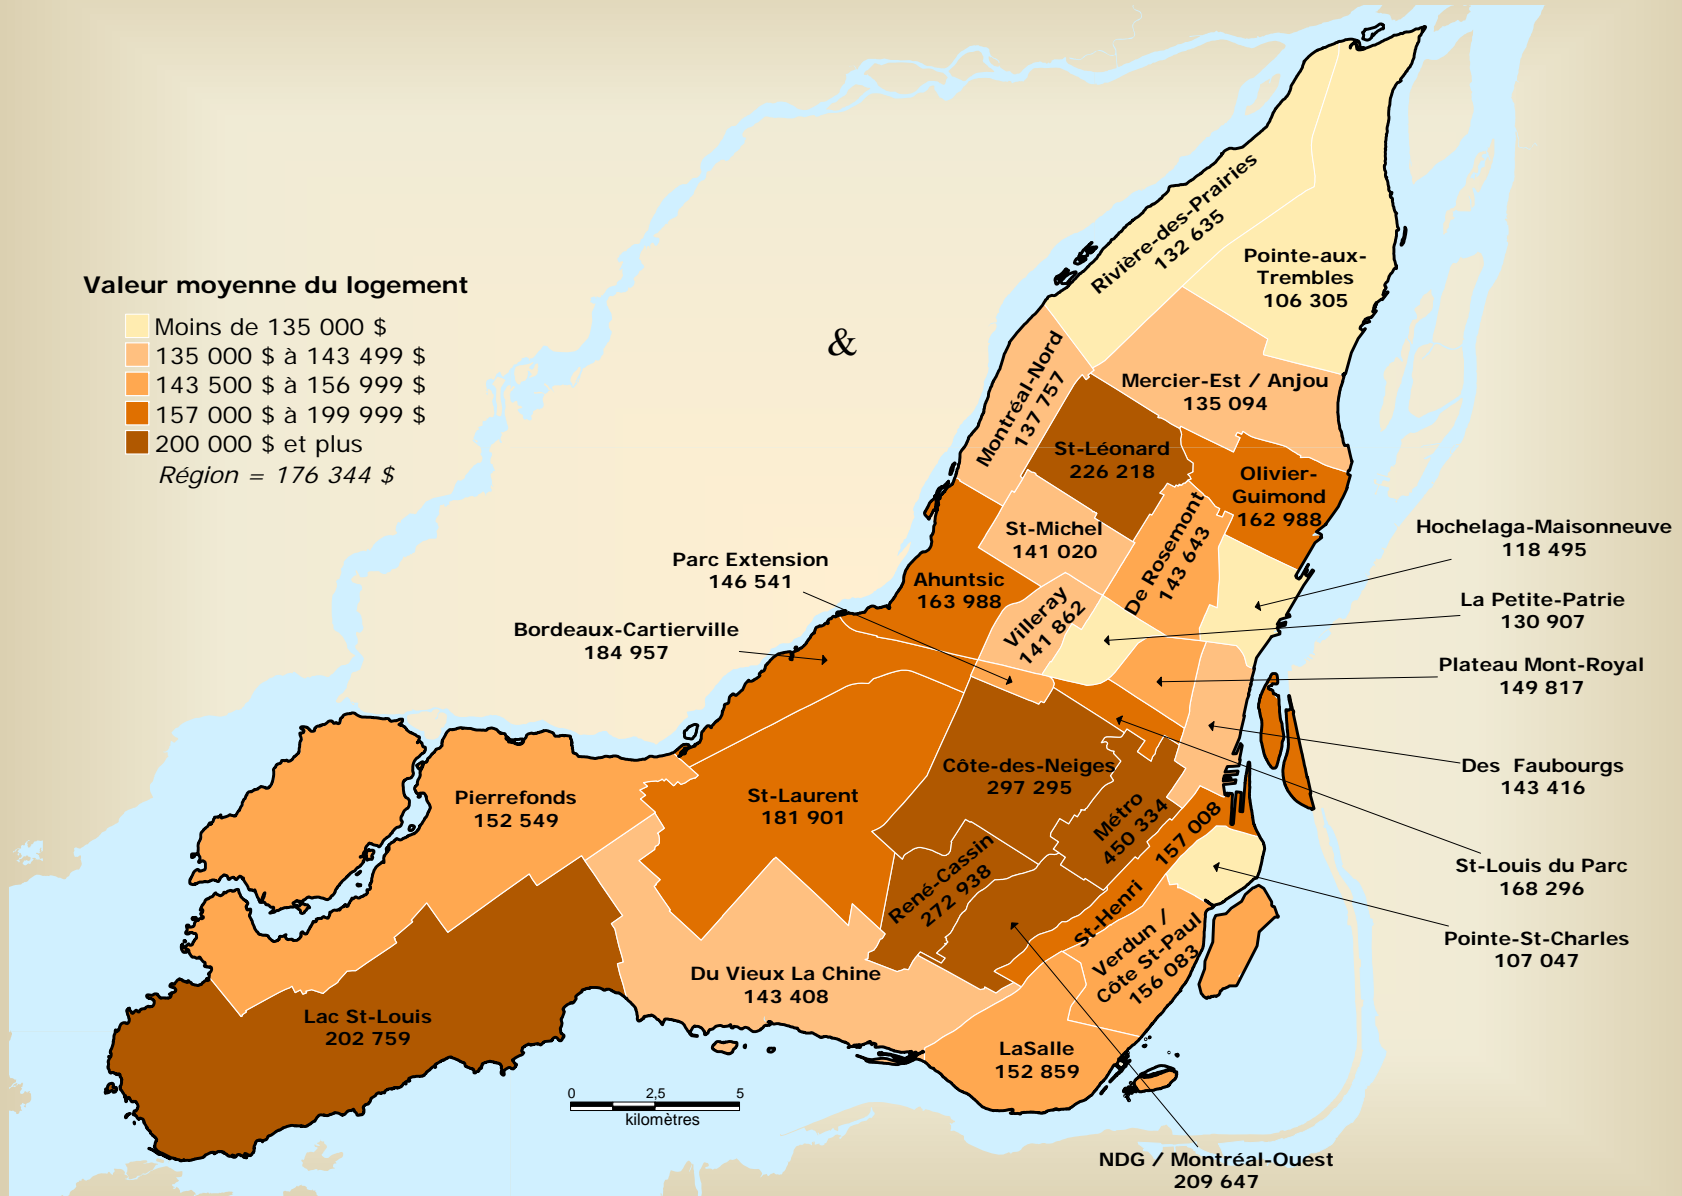 Valeur moyenne du logement
Moins de 135 000 $
135 000 $ à 143 499 $
143 500 $ à 156 999 $
157 000 $ à 199 999 $
200 000 $ et plus
Région = 176 344 $
&
Rivière-des-Prairies
132 635
Pointe-aux-
Trembles
106 305
Montréal-Nord
137 757
Mercier-Est / Anjou
135 094
St-Léonard
226 218
Olivier-
Guimond
162 988
Hochelaga-Maisonneuve
118 495
St-Michel
141 020
De Rosemont
143 643
Parc Extension
146 541
Ahuntsic
163 988
Villeray
141 862
La Petite-Patrie
130 907
Bordeaux-Cartierville
184 957
Plateau Mont-Royal
149 817
Des Faubourgs
143 416
Côte-des-Neiges
297 295
Pierrefonds
152 549
St-Laurent
181 901
Métro
450 334
St-Henri 157 008
St-Louis du Parc
168 296
René-Cassin
272 938
Verdun /
Côte St-Paul
156 083
Pointe-St-Charles
107 047
Du Vieux La Chine
143 408
Lac St-Louis
202 759
LaSalle
152 859
0 2,5 5
kilomètres
NDG / Montréal-Ouest
209 647